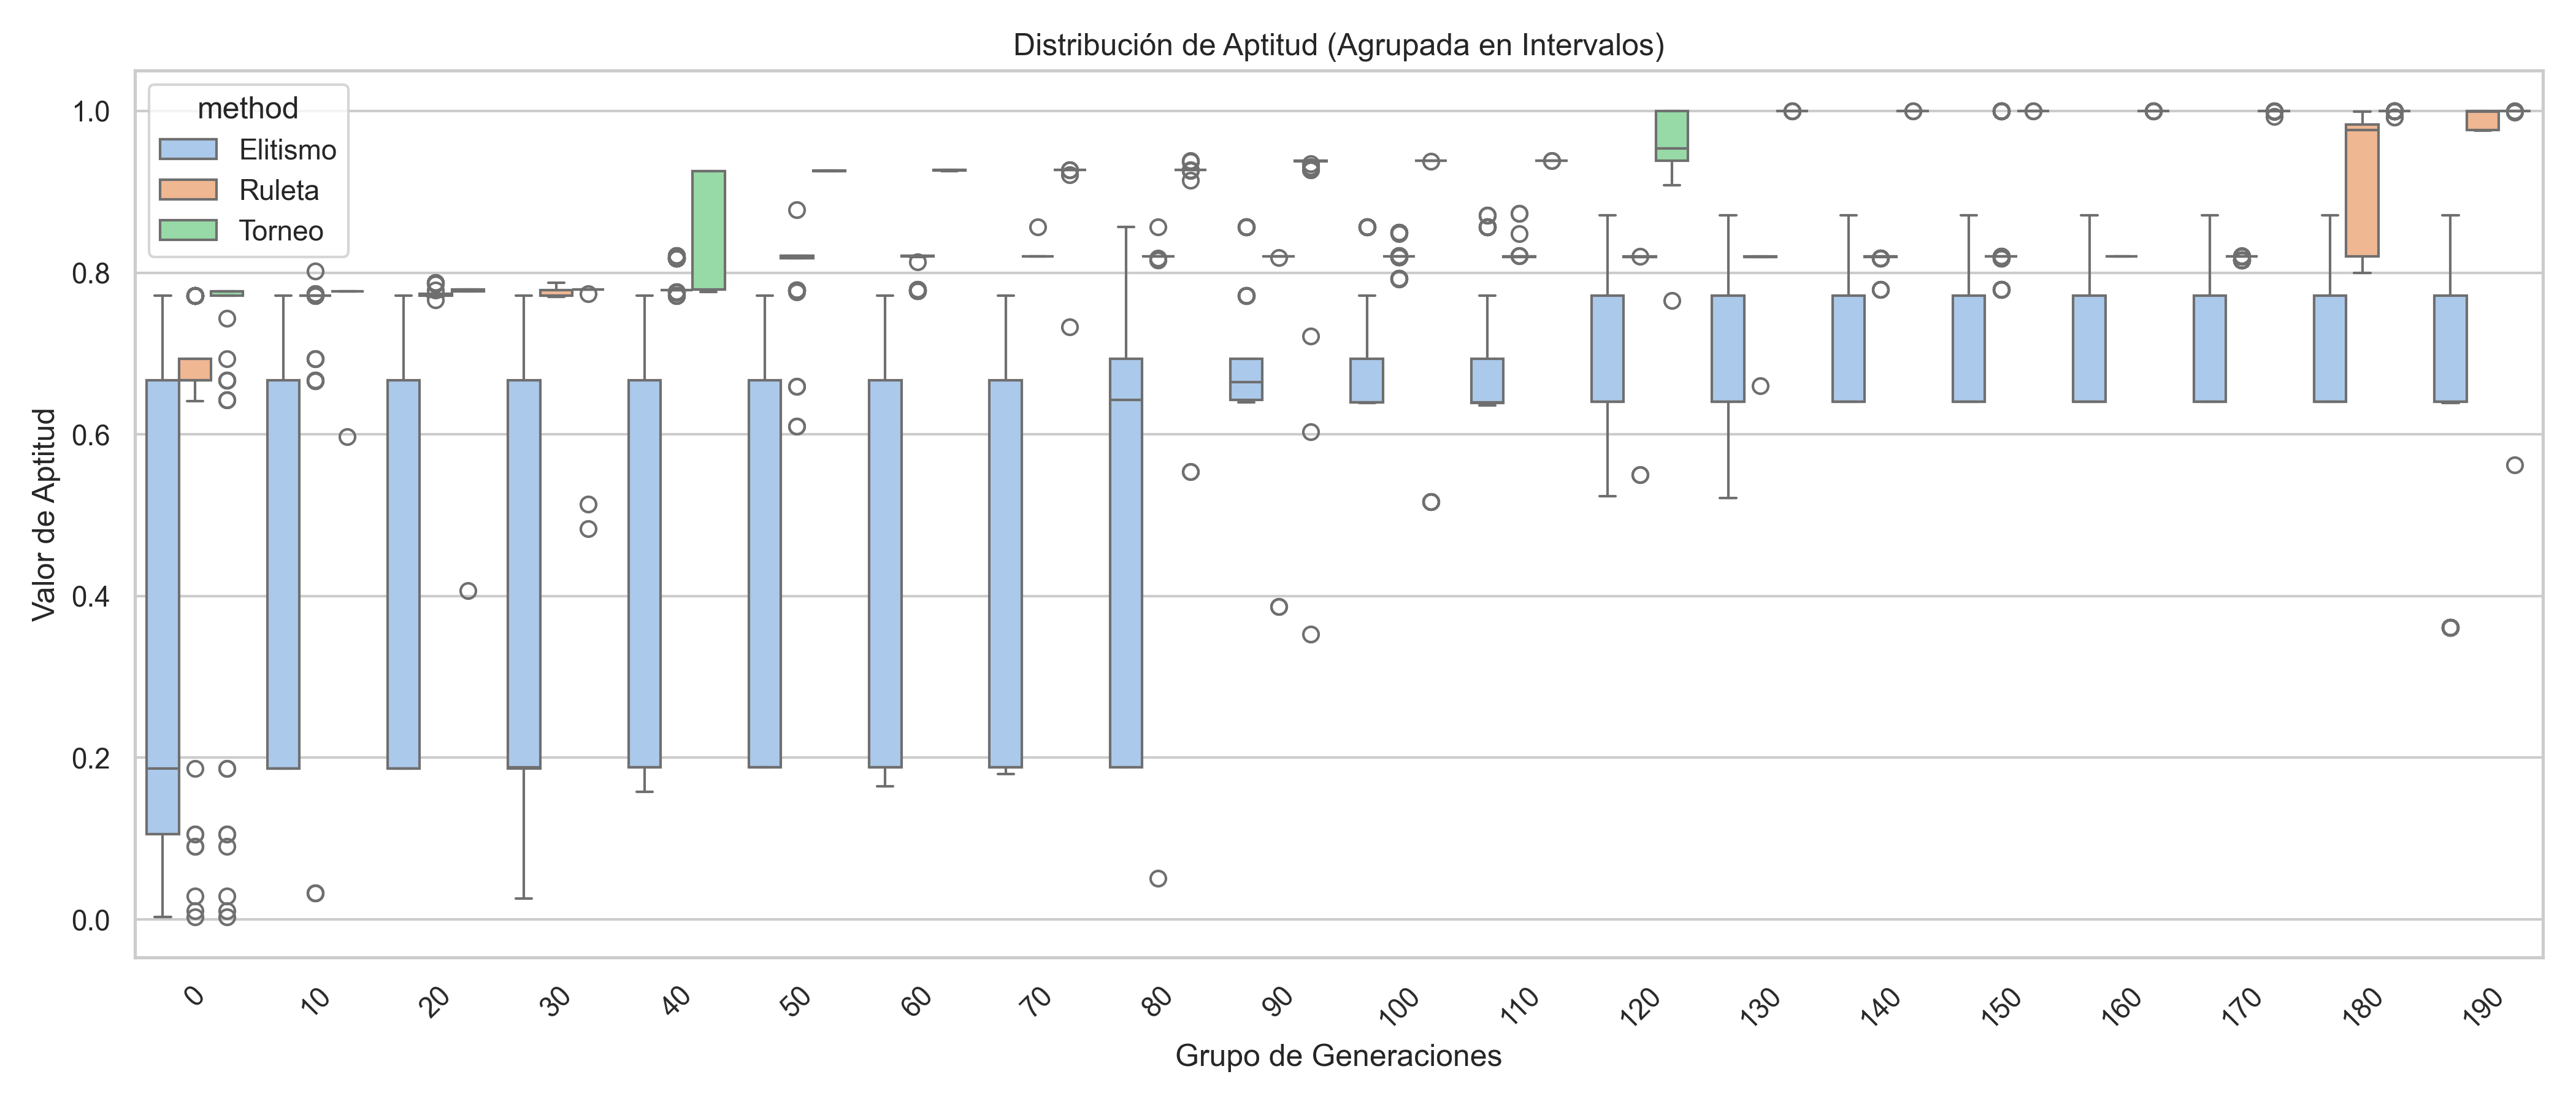 Distribución de Aptitud (Agrupada en Intervalos)
method
Elitismo
Ruleta
Torneo
Valor de Aptitud
1.0
0.8
0.6
0.4
0.2
0.0
0 10 20 30 40 50 60 70 80 90 100 110 120 130 140 150 160 170 180 190
Grupo de Generaciones